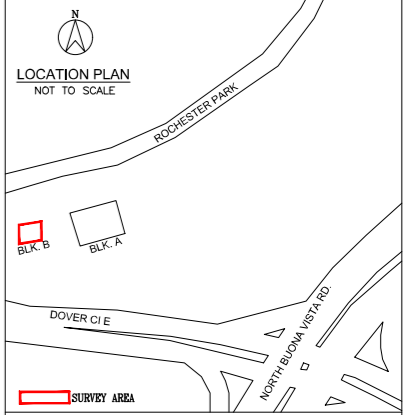 N
LOCATION PLAN
NOT TO SCALE
ROCHESTER PARK
BLK. B
BLK. A
DOVER CI E
NORTH BUONA VISTA RD.
SURVEY AREA